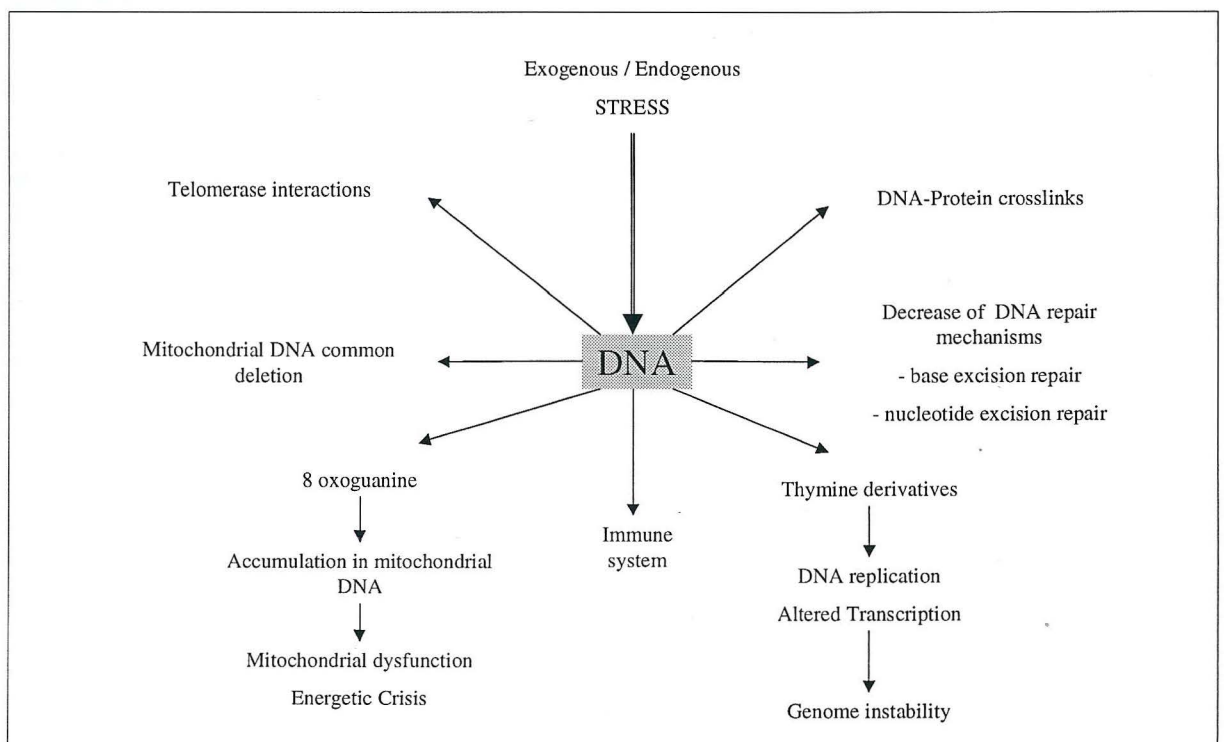 Exogenous / Endogenous
STRESS
Telomerase interactions
DNA-Protein crosslinks
Mitochondrial DNA common
deletion
DNA
Decrease of DNA repair
mechanisms
- base excision repair
- nucleotide excision repair
8 oxoguanine
Accumulation in mitochondrial
DNA
Mitochondrial dysfunction
Energetic Crisis
Immune
system
Thymine derivatives
DNA replication
Altered Transcription
Genome instability